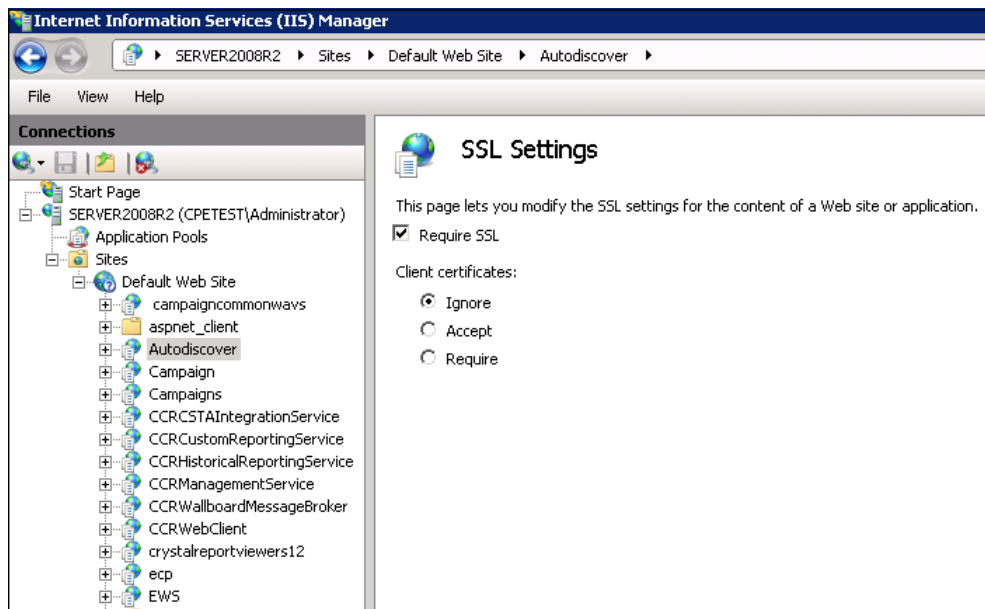 Internet Information Services (IIS) Manager
SERVER2008R2 Sites Default Web Site Autodiscover
File View Help
Connections
Start Page
SERVER2008R2 (CPETEST\Administrator)
Application Pools
Sites
Default Web Site
campaigncommonwavs
aspnet_client
Autodiscover
Campaign
Campaigns
CCRCSTAIntegrationService
CCRCustomReportingService
CCRHistoricalReportingService
CCRManagementService
CCRWallboardMessageBroker
CCRWebClient
crystalreportviewers12
ecp
EWS
SSL Settings
This page lets you modify the SSL settings for the content of a Web site or application.
Require SSL
Client certificates:
Ignore
Accept
Require